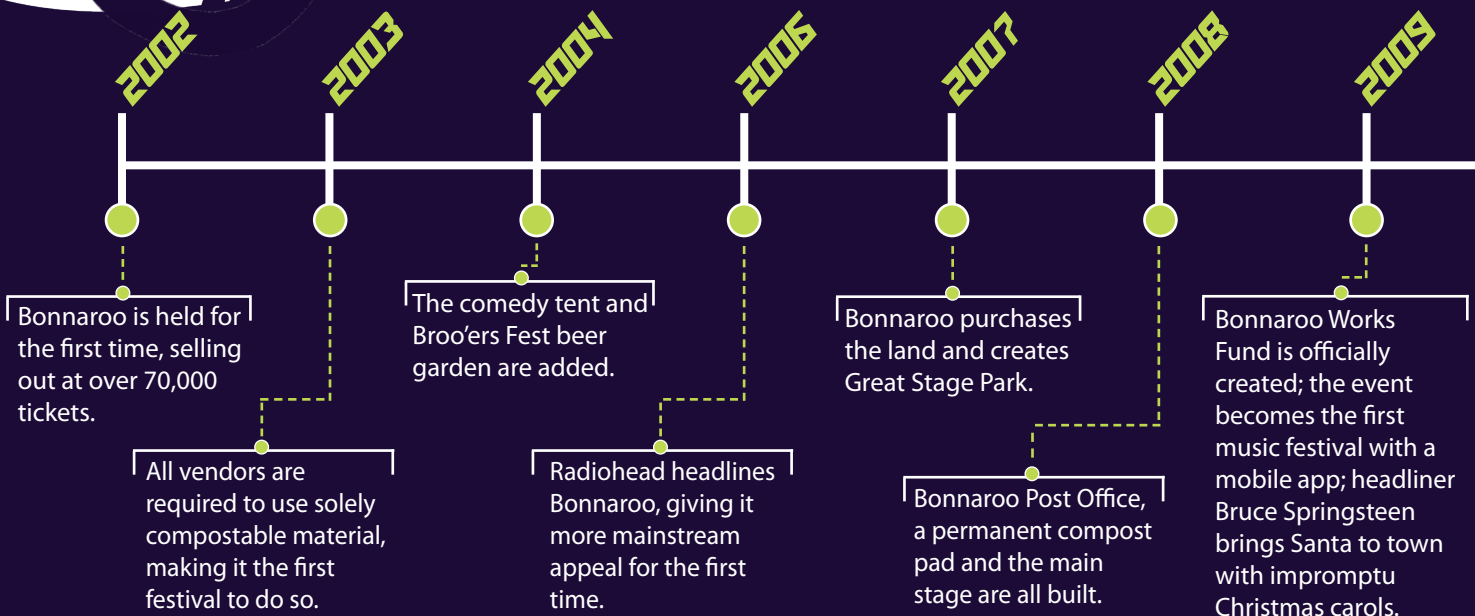 2002
2003
2004
2006
2007
2008
2009
Bonnaroo is held for
the first time, selling
out at over 70,000
tickets.
All vendors are
required to use solely
compostable material,
making it the first
festival to do so.
The comedy tent and
Broo’ers Fest beer
garden are added.
Radiohead headlines
Bonnaroo, giving it
more mainstream
appeal for the first
time.
Bonnaroo purchases
the land and creates
Great Stage Park.
Bonnaroo Post Office,
a permanent compost
pad and the main
stage are all built.
Bonnaroo Works
Fund is officially
created; the event
becomes the first
music festival with a
mobile app; headliner
Bruce Springsteen
brings Santa to town
with impromptu
Christmas carols.